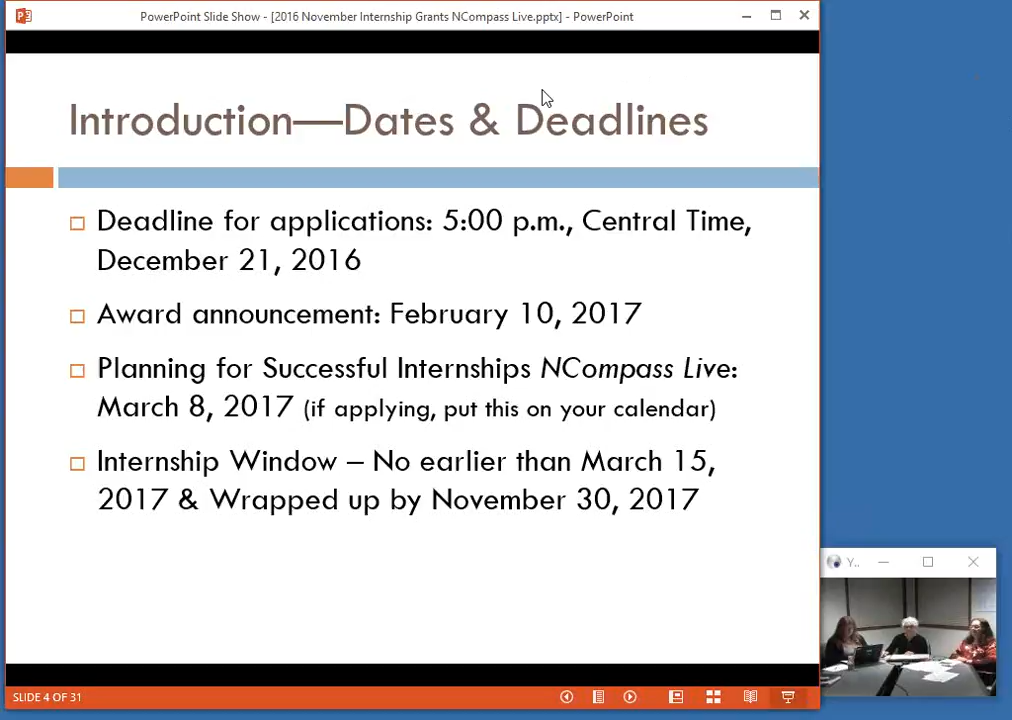 PowerPoint Slide Show - [2016 November Internship Grants NCompass Live.pptx] - PowerPoint
Introduction—Dates & Deadlines
Deadline for applications: 5:00 p.m., Central Time,
December 21, 2016
Award announcement: February 10, 2017
Planning for Successful Internships NCompass Live:
March 8, 2017 (if applying, put this on your calendar)
Internship Window – No earlier than March 15,
2017 & Wrapped up by November 30, 2017
Y..
SLIDE 4 OF 31